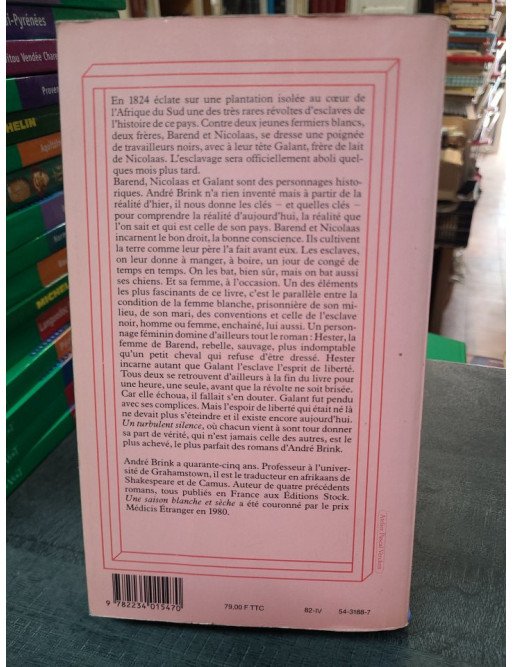 di-Pyrénées
oitou Vendée Chare
Proven
HELIN
MICHELIN
Languedoc
En 1824 éclate sur une plantation isolée au cœur de
l'Afrique du Sud une des très rares révoltes d'esclaves de
l'histoire de ce pays. Contre deux jeunes fermiers blancs,
deux frères, Barend et Nicolaas, se dresse une poignée
de travailleurs noirs, avec à leur tête Galant, frère de lait
de Nicolaas. L'esclavage sera officiellement aboli quel-
ques mois plus tard.
Barend, Nicolaas et Galant sont des personnages histo-
riques. André Brink n'a rien inventé mais à partir de la
réalité d'hier, il nous donne les clés – et quelles clés –
pour comprendre la réalité d'aujourd'hui, la réalité que
l'on sait et qui est celle de son pays. Barend et Nicolaas
incarnent le bon droit, la bonne conscience. Ils cultivent
la terre comme leur père l'a fait avant eux. Les esclaves,
on leur donne à manger, à boire, un jour de congé de
temps en temps. On les bat, bien sûr, mais on bat aussi
ses chiens. Et sa femme, à l'occasion. Un des éléments
les plus fascinants de ce livre, c'est le parallèle entre la
condition de la femme blanche, prisonnière de son mi-
lieu, de son mari, des conventions et celle de l'esclave
noir, homme ou femme, enchaîné, lui aussi. Un person-
nage féminin domine d'ailleurs tout le roman : Hester, la
femme de Barend, rebelle, sauvage, plus indomptable
qu'un petit cheval qui refuse d'être dressé. Hester
incarne autant que Galant l'esclave l'esprit de liberté.
Tous deux se retrouvent d'ailleurs à la fin du livre pour
une heure, une seule, avant que la révolte ne soit brisée.
Car elle échoua, il fallait s'en douter. Galant fut pendu
avec ses complices. Mais l'espoir de liberté qui était né là
ne devait plus s'éteindre et il existe encore aujourd'hui.
Un turbulent silence, où chacun vient à son tour donner
sa part de vérité, qui n'est jamais celle des autres, est le
plus achevé, le plus parfait des romans d'André Brink.
André Brink a quarante-cinq ans. Professeur à l'univer-
sité de Grahamstown, il est le traducteur en afrikaans de
Shakespeare et de Camus. Auteur de quatre précédents
romans, tous publiés en France aux Éditions Stock.
Une saison blanche et sèche a été couronné par le prix
Médicis Étranger en 1980.
9 782234 015470
79,00 F TTC
82-IV
54-3188-7